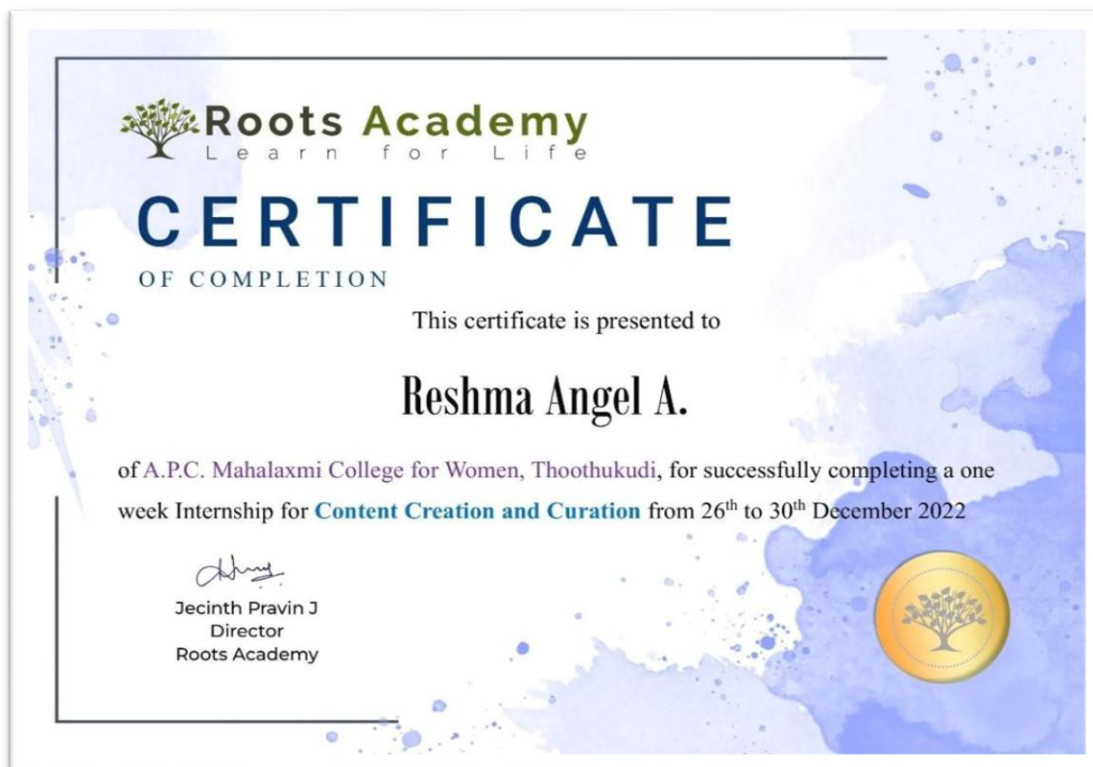 Roots Academy
Learn for Life
CERTIFICATE
OF COMPLETION
This certificate is presented to
Reshma Angel A.
of A.P.C. Mahalaxmi College for Women, Thoothukudi, for successfully completing a one
week Internship for Content Creation and Curation from 26th to 30th December 2022
Jecinth Pravin J
Director
Roots Academy